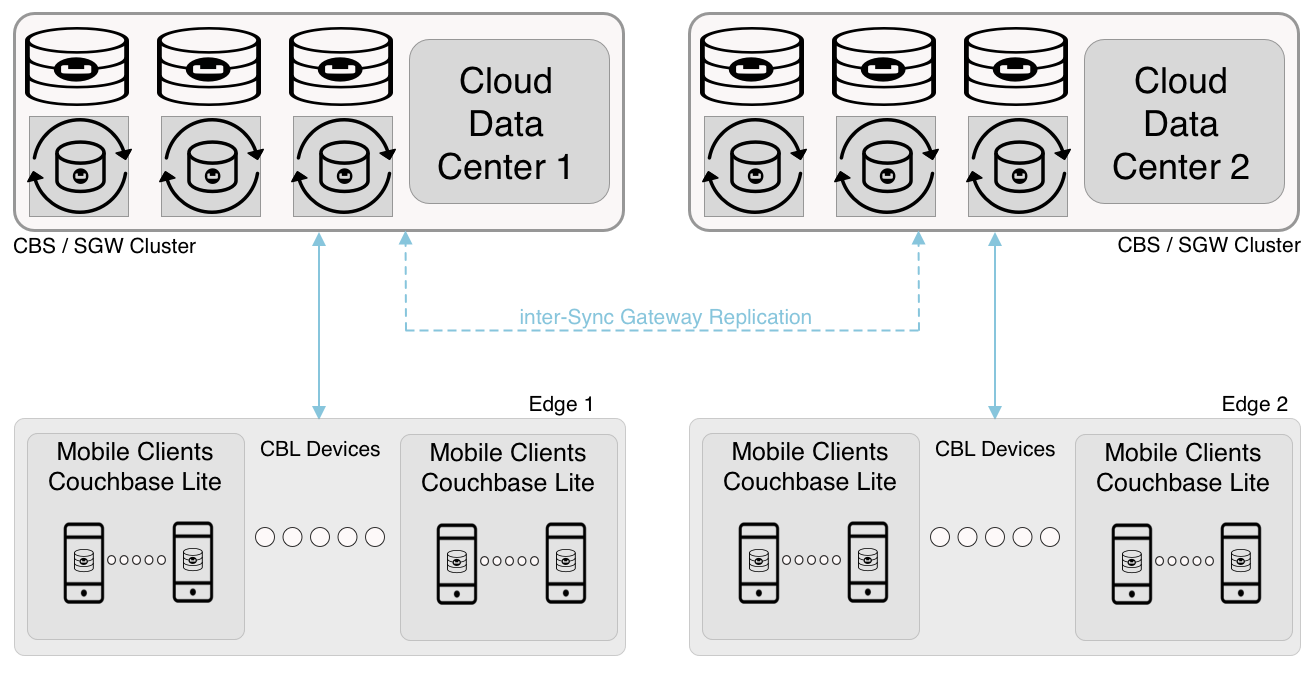 Cloud
Data
Center 1
Cloud
Data
Center 2
CBS / SGW Cluster
CBS / SGW Cluster
inter-Sync Gateway Replication
Edge 1
Edge 2
Mobile Clients
Couchbase Lite
CBL Devices
Mobile Clients
Couchbase Lite
Mobile Clients
Couchbase Lite
CBL Devices
Mobile Clients
Couchbase Lite